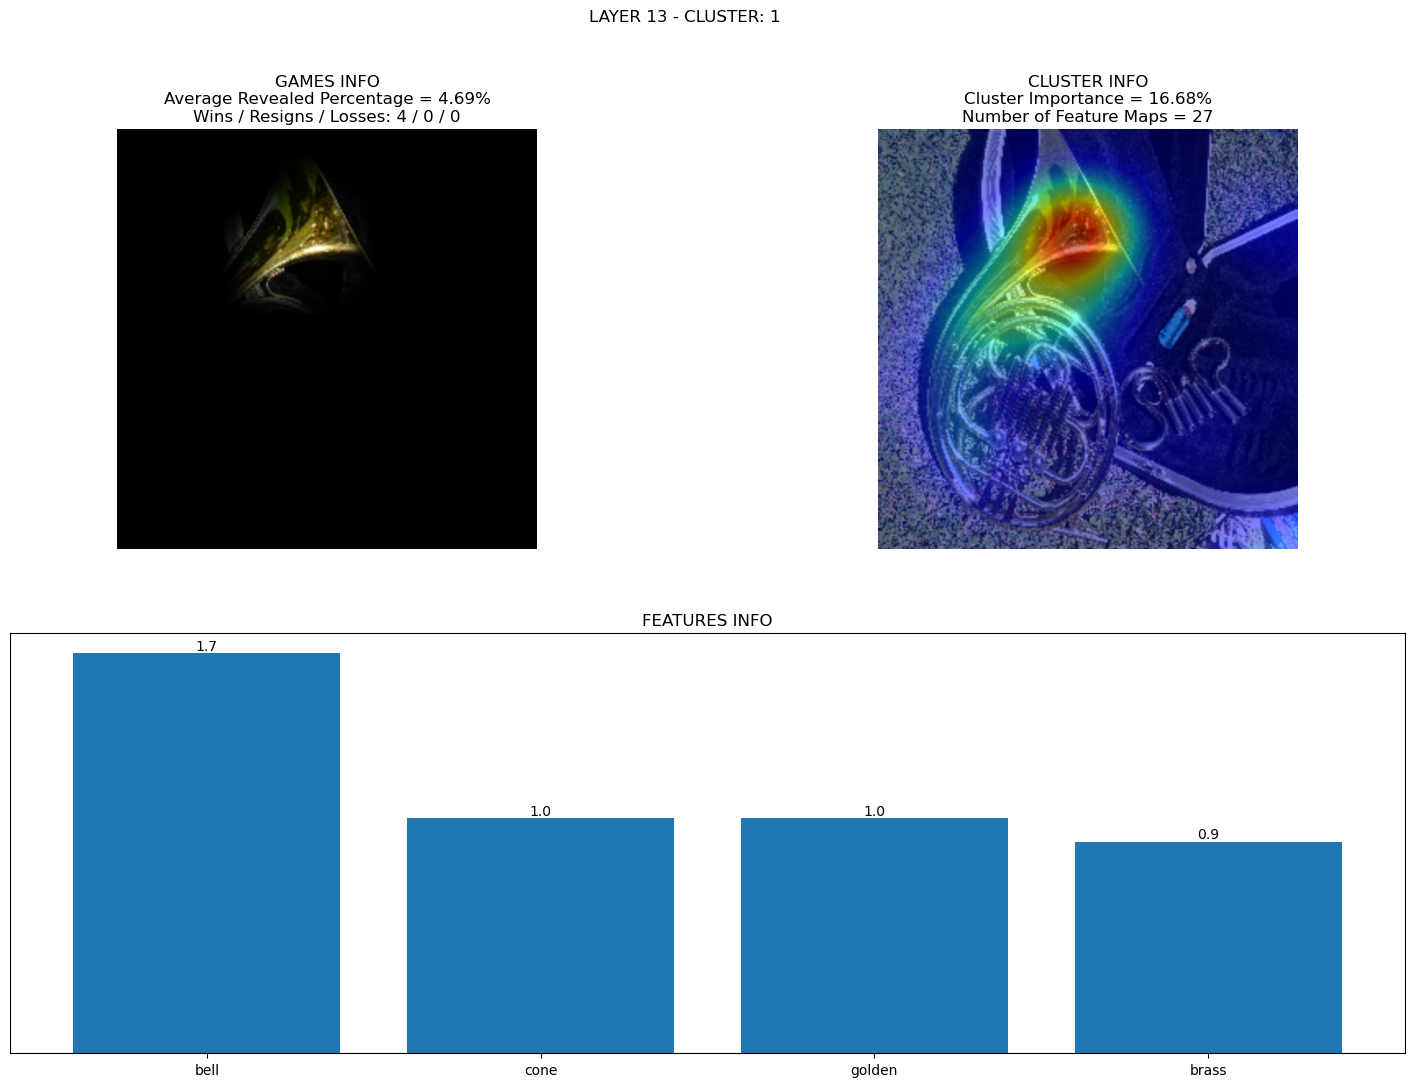 LAYER 13 - CLUSTER: 1
GAMES INFO
Average Revealed Percentage = 4.69%
Wins / Resigns / Losses: 4 / 0 / 0
CLUSTER INFO
Cluster Importance = 16.68%
Number of Feature Maps = 27
FEATURES INFO
1.7
1.0
1.0
0.9
bell
cone
golden
brass